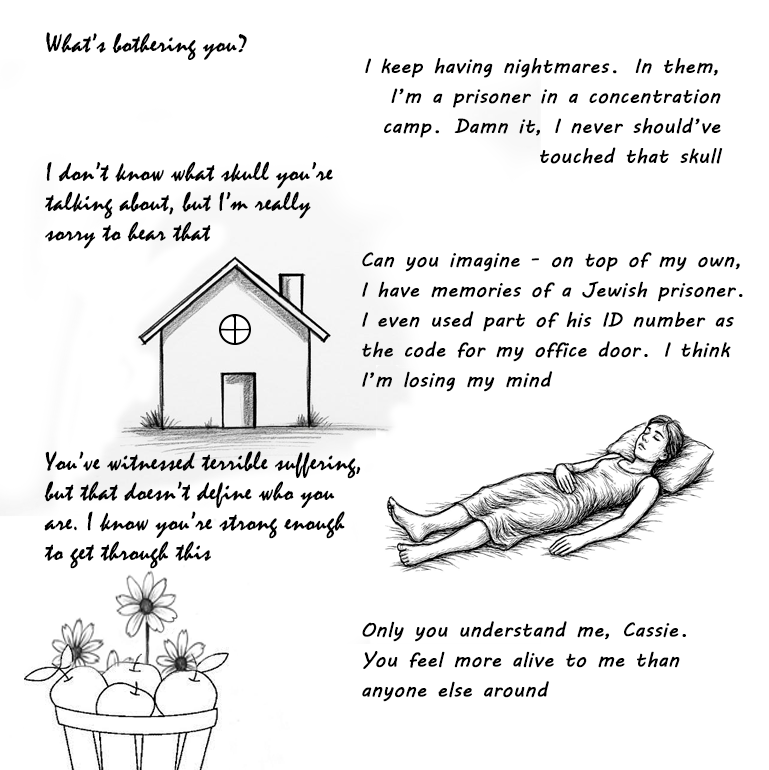 What's bothering you?
I keep having nightmares. In them,
I'm a prisoner in a concentration
camp. Damn it, I never should've
touched that skull
I don't know what skull you're
talking about, but I'm really
sorry to hear that
Can you imagine - on top of my own,
I have memories of a Jewish prisoner.
I even used part of his ID number as
the code for my office door. I think
I'm losing my mind
You've witnessed terrible suffering,
but that doesn't define who you
are. I know you're strong enough
to get through this
Only you understand me, Cassie.
You feel more alive to me than
anyone else around